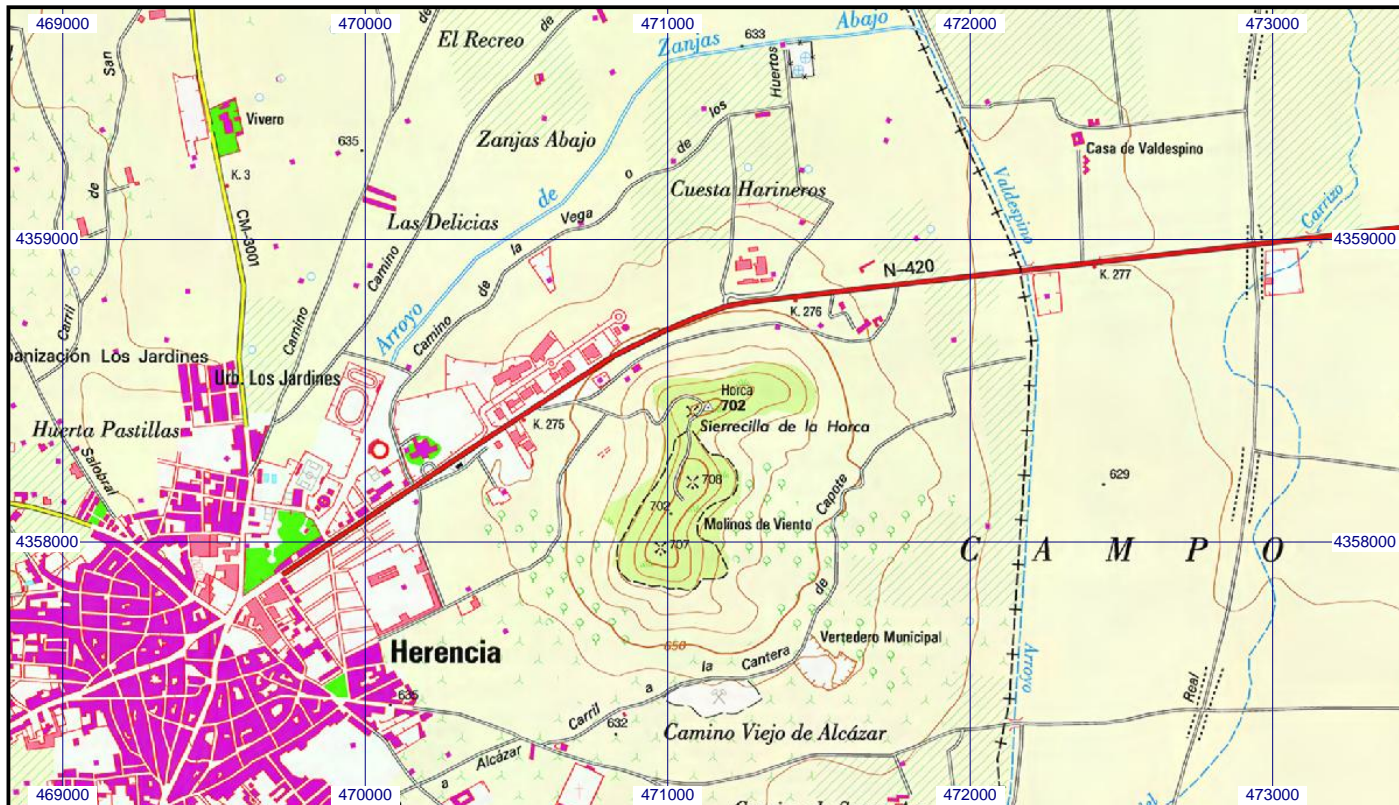 469000
470000
471000
472000
473000
Abajo
Zanjas
633
El Recreo
de
de
San
Huertos
los
Vivero
Zanjas Abajo
635
de
Casa de Valdespino
K. 3
de
de
o
Cuesta Harineros
Valdespino
Carrizo
CM-3001
Las Delicias
Vega
la
4359000
4359000
Camino
de
N-420
K. 277
Carril
Camino
Arroyo
Camino
K. 276
anización Los Jardines
Urb. Los Jardines
Horca
702
K. 275
Sierrecilla de la Horca
Huerta Pastillas
Salobral
708
629
Capote
702
Molinos de Viento
4358000
707
4358000
C A M P O
de
Herencia
650
Vertedero Municipal
la Cantera
Arroyo
a
Real
635
Carril
632
Camino Viejo de Alcázar
a Alcázar
469000
470000
471000
472000
473000